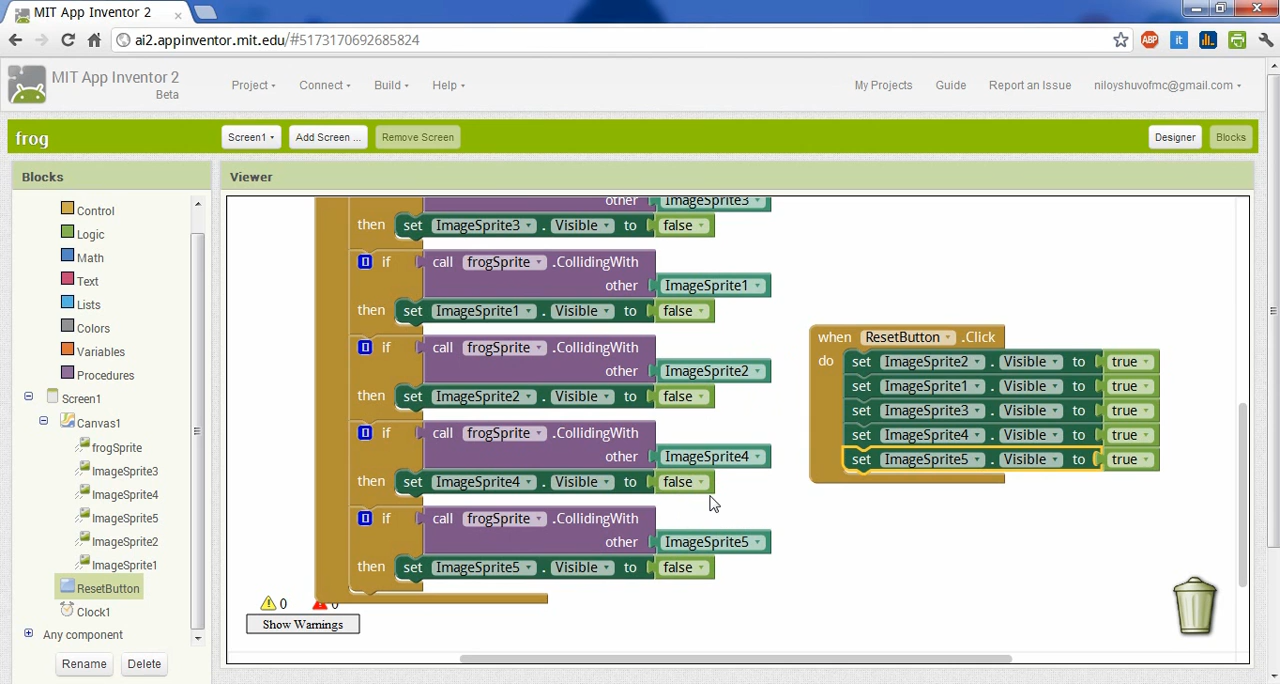 MIT App Inventor 2
ai2.appinventor.mit.edu/#5173170692685824
ABP
it
MIT App Inventor 2
Beta
Project
Connect
Build
Help
My Projects
Guide
Report an Issue
niloyshuvofmc@gmail.com
frog
Screen1
Add Screen ...
Remove Screen
Designer
Blocks
Blocks
Control
Logic
Math
Text
Lists
Colors
Variables
Procedures
Screen1
Canvas1
frogSprite
ImageSprite3
ImageSprite4
ImageSprite5
ImageSprite2
ImageSprite1
ResetButton
Clock1
Any component
Rename
Delete
Viewer
other ImageSprite3
then set ImageSprite3 . Visible to false
if call frogSprite .CollidingWith
other ImageSprite1
then set ImageSprite1 . Visible to false
if call frogSprite .CollidingWith
other ImageSprite2
then set ImageSprite2 . Visible to false
if call frogSprite .CollidingWith
other ImageSprite4
then set ImageSprite4 . Visible to false
if call frogSprite .CollidingWith
other ImageSprite5
then set ImageSprite5 . Visible to false
0
0
Show Warnings
when ResetButton .Click
do set ImageSprite2 . Visible to true
set ImageSprite1 . Visible to true
set ImageSprite3 . Visible to true
set ImageSprite4 . Visible to true
set ImageSprite5 . Visible to true